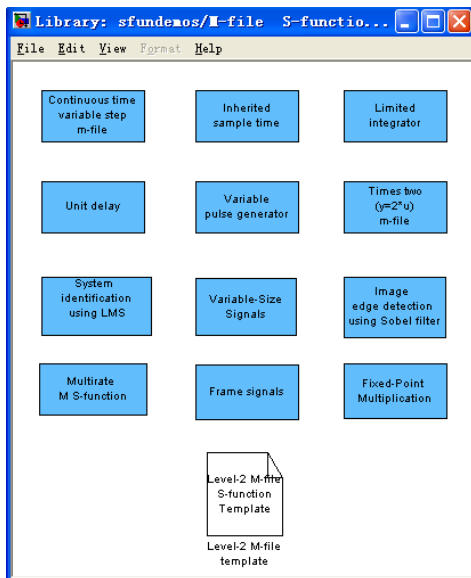 Library: sfundemos/M-file S-functio...
File Edit View Format Help
Continuous time
variable step
m-file
Inherited
sample time
Limited
integrator
Unit delay
Variable
pulse generator
Times two
(y=2*u)
m-file
System
identification
using LMS
Variable-Size
Signals
Image
edge detection
using Sobel filter
Multirate
M S-function
Frame signals
Fixed-Point
Multiplication
Level-2 M-file
S-function
Template
Level-2 M-file
template